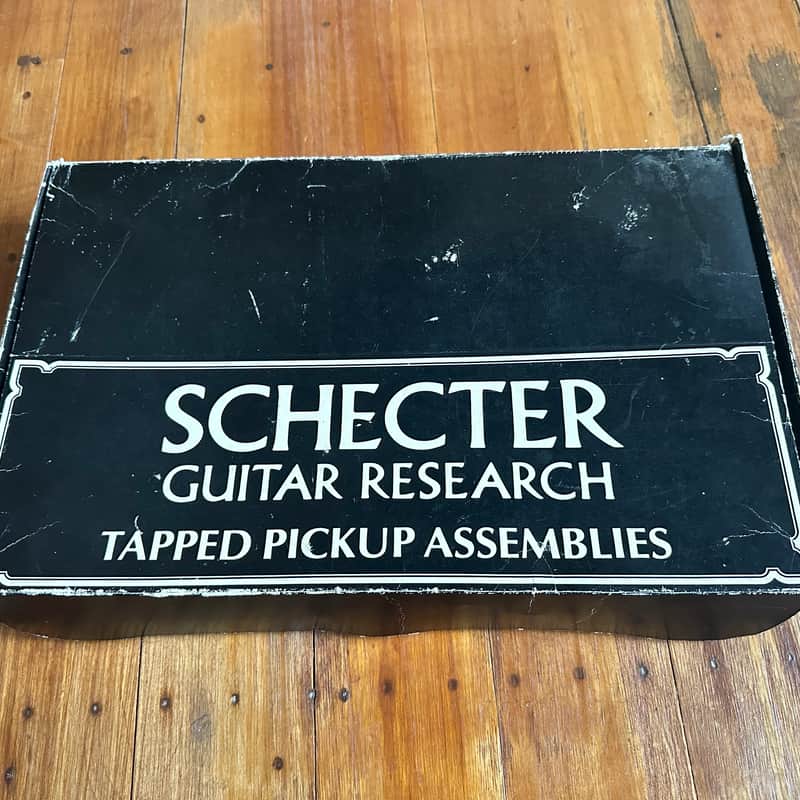 SCHECTER
GUITAR RESEARCH
TAPPED PICKUP ASSEMBLIES